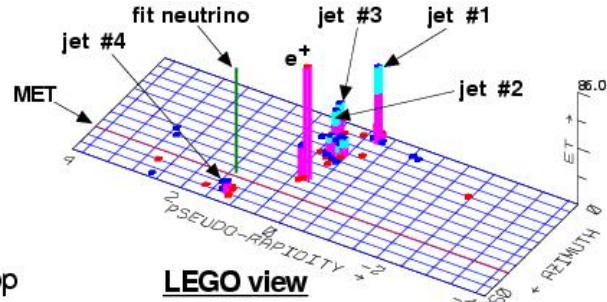 fit neutrino
jet #3
jet #1
jet #4
e+
jet #2
MET
86.0
ET →
4
2
0
-2
0
PSEUDO-RAPIDITY →
← AZIMUTH
op
LEGO view